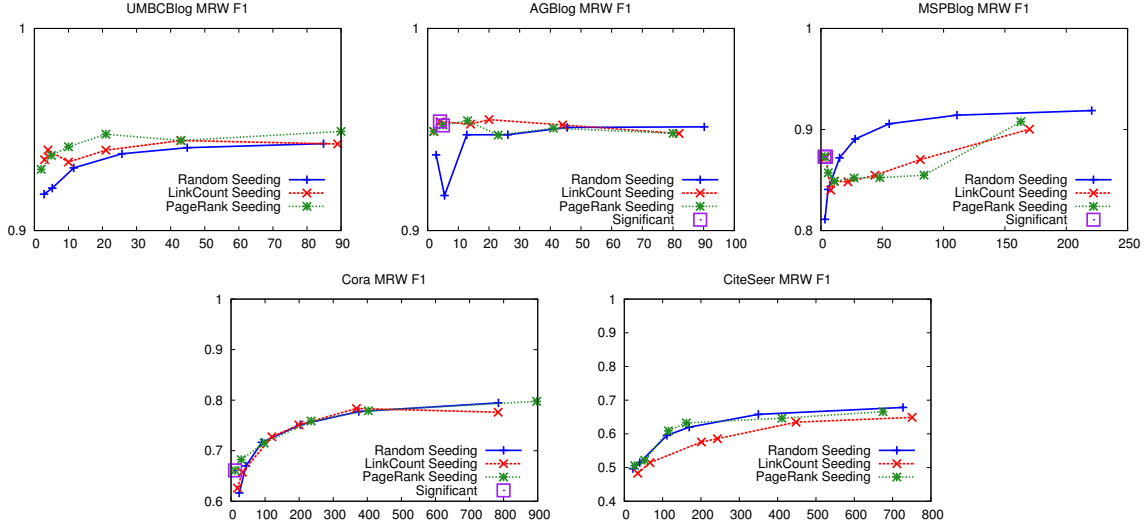 UMBCBlog MRW F1
1
0.9
0 10 20 30 40 50 60 70 80 90
Random Seeding
LinkCount Seeding
PageRank Seeding
AGBlog MRW F1
1
0.9
0 20 40 60 80 100
Random Seeding
LinkCount Seeding
PageRank Seeding
Significant
MSPBlog MRW F1
1
0.9
0.8
0 50 100 150 200 250
Random Seeding
LinkCount Seeding
PageRank Seeding
Significant
Cora MRW F1
1
0.9
0.8
0.7
0.6
0 100 200 300 400 500 600 700 800 900
Random Seeding
LinkCount Seeding
PageRank Seeding
Significant
CiteSeer MRW F1
1
0.9
0.8
0.7
0.6
0.5
0.4
0 100 200 300 400 500 600 700 800
Random Seeding
LinkCount Seeding
PageRank Seeding